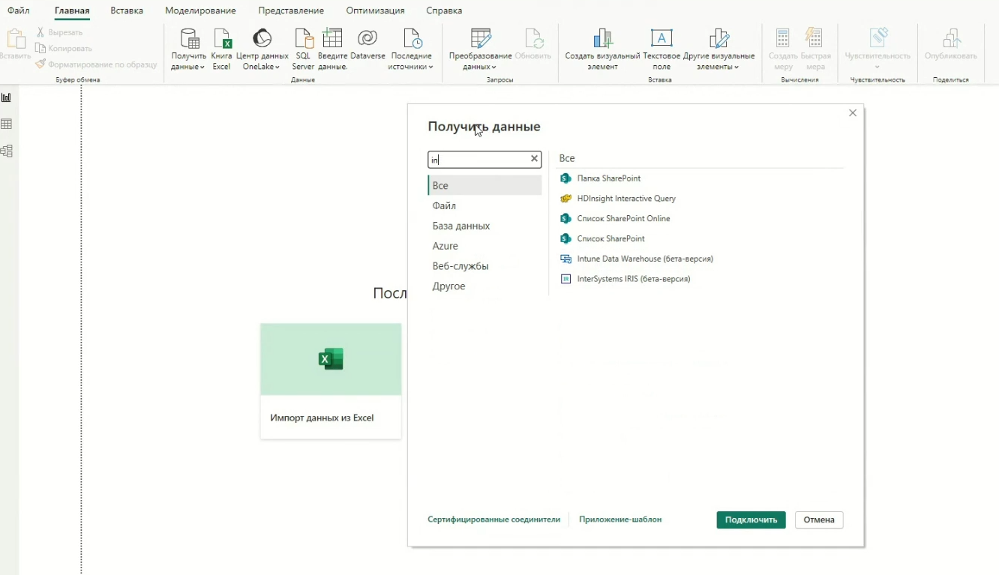 Файл Главная Вставка Моделирование Представление Оптимизация Справка
Вставить
Вырезать
Копировать
Форматирование по образцу
Буфер обмена
Получить
данные
Книга
Excel
Центр данных
OneLake
SQL
Server
Введите
данные.
Dataverse
Последние
источники
Данные
Преобразование
данных
Обновить
Запросы
Создать визуальный
элемент
Текстовое
поле
Другие визуальные
элементы
Вставка
Создать
меру
Быстрая
мера
Вычисления
Чувствительность
Чувствительность
Опубликовать
Поделиться
Получить данные
in
Все
Файл
База данных
Azure
Веб-службы
Другое
Все
Папка SharePoint
HDInsight Interactive Query
Список SharePoint Online
Список SharePoint
Intune Data Warehouse (бета-версия)
InterSystems IRIS (бета-версия)
Посл
Импорт данных из Excel
Сертифицированные соединители
Приложение-шаблон
Подключить
Отмена